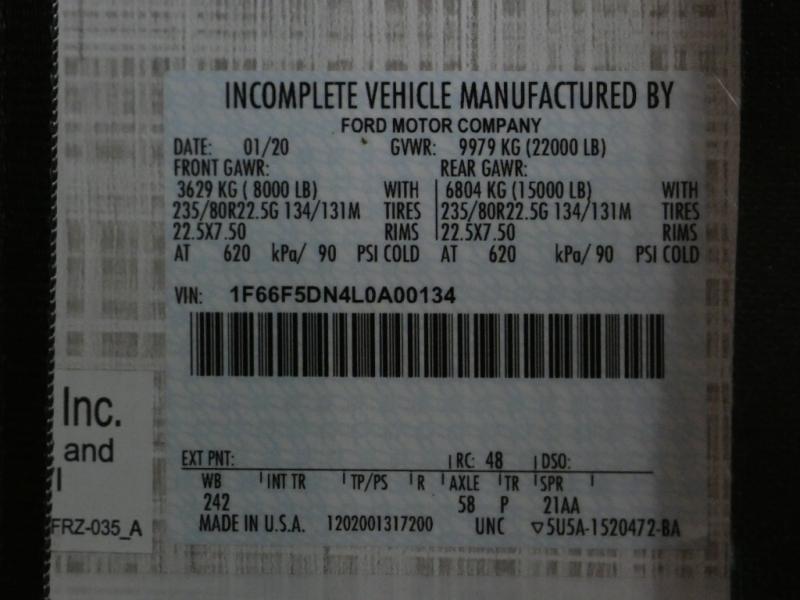 INCOMPLETE VEHICLE MANUFACTURED BY
FORD MOTOR COMPANY
DATE: 01/20 GVWR: 9979 KG (22000 LB)
FRONT GAWR: REAR GAWR:
3629 KG ( 8000 LB) WITH 6804 KG (15000 LB) WITH
235/80R22.5G 134/131M TIRES 235/80R22.5G 134/131M TIRES
22.5X7.50 RIMS 22.5X7.50 RIMS
AT 620 kPa/ 90 PSI COLD AT 620 kPa/ 90 PSI COLD
VIN: 1F66F5DN4L0A00134
Inc.
and
l
FRZ-035_A
EXT PNT: RC: 48 DSO:
WB INT TR TP/PS R AXLE TR SPR
242 58 P 21AA
MADE IN U.S.A. 1202001317200 UNC ▽5U5A-1520472-BA